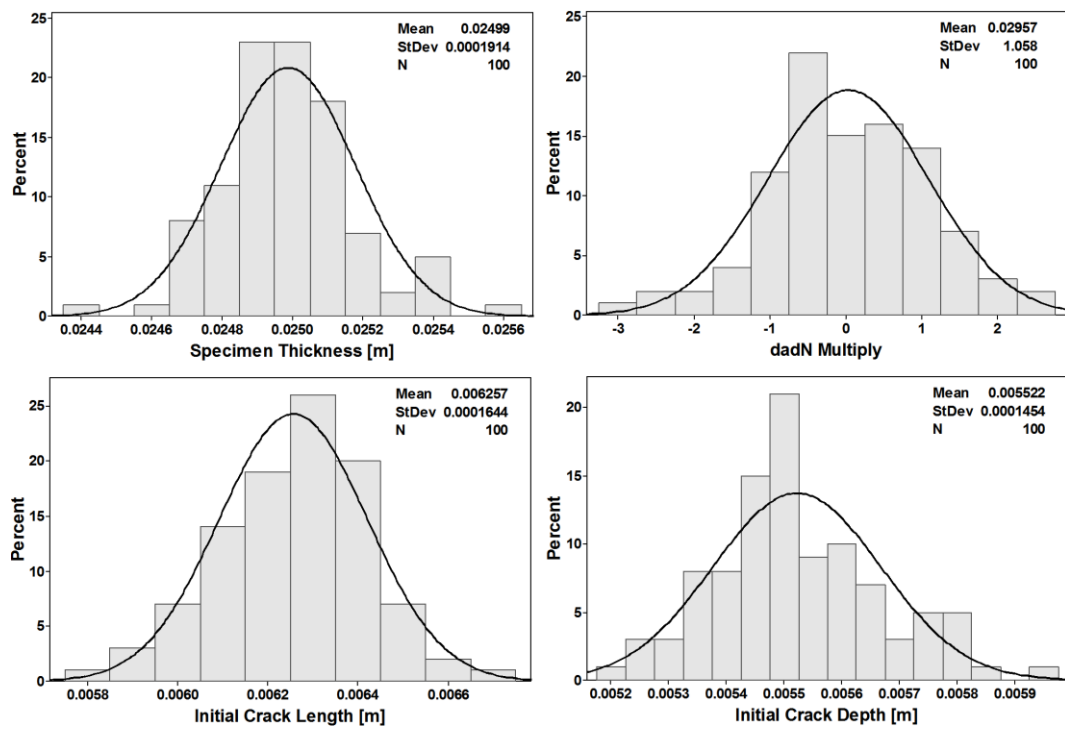 25
20
15
10
5
0
Percent
Mean 0.02499
StDev 0.0001914
N 100
0.0244 0.0246 0.0248 0.0250 0.0252 0.0254 0.0256
Specimen Thickness [m]
25
20
15
10
5
0
Percent
Mean 0.02957
StDev 1.058
N 100
-3 -2 -1 0 1 2
dadN Multiply
25
20
15
10
5
0
Percent
Mean 0.006257
StDev 0.0001644
N 100
0.0058 0.0060 0.0062 0.0064 0.0066
Initial Crack Length [m]
20
15
10
5
0
Percent
Mean 0.005522
StDev 0.0001454
N 100
0.0052 0.0053 0.0054 0.0055 0.0056 0.0057 0.0058 0.0059
Initial Crack Depth [m]